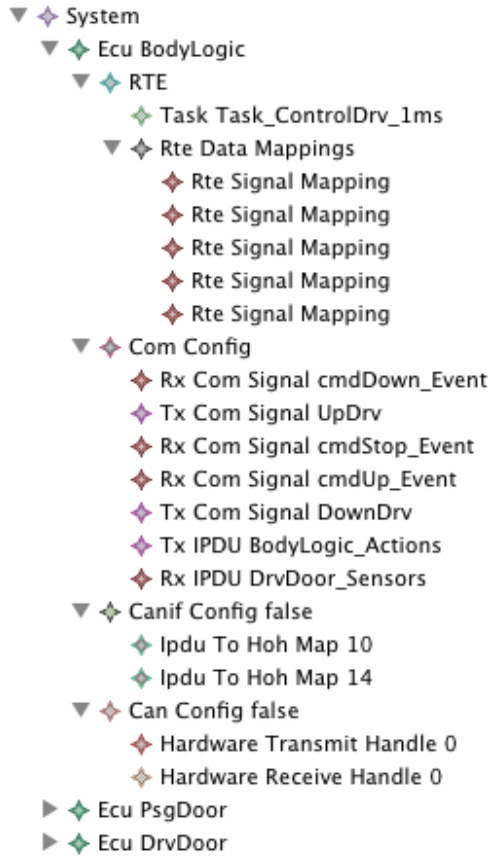 System
Ecu BodyLogic
RTE
Task Task_ControlDrv_1ms
Rte Data Mappings
Rte Signal Mapping
Rte Signal Mapping
Rte Signal Mapping
Rte Signal Mapping
Rte Signal Mapping
Com Config
Rx Com Signal cmdDown_Event
Tx Com Signal UpDrv
Rx Com Signal cmdStop_Event
Rx Com Signal cmdUp_Event
Tx Com Signal DownDrv
Tx IPDU BodyLogic_Actions
Rx IPDU DrvDoor_Sensors
Canif Config false
Ipdu To Hoh Map 10
Ipdu To Hoh Map 14
Can Config false
Hardware Transmit Handle 0
Hardware Receive Handle 0
Ecu PsgDoor
Ecu DrvDoor